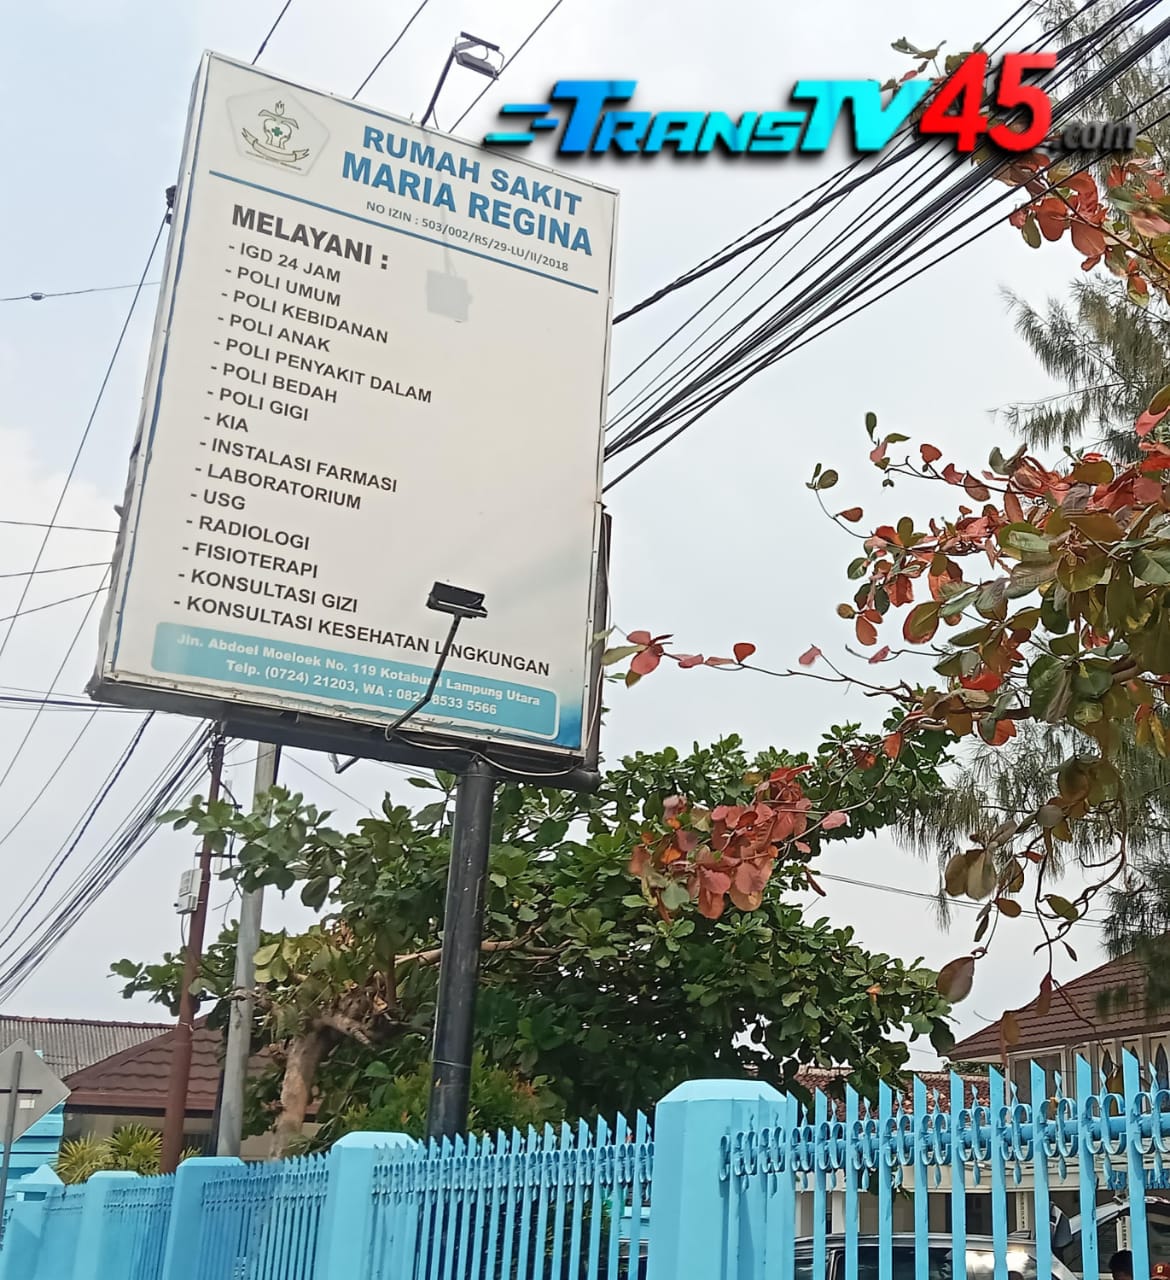 TRANSTV45.com
RUMAH SAKIT
MARIA REGINA
NO IZIN : 503/002/RS/29-LU/II/2018
MELAYANI :
- IGD 24 JAM
- POLI UMUM
- POLI KEBIDANAN
- POLI ANAK
- POLI PENYAKIT DALAM
- POLI BEDAH
- POLI GIGI
- KIA
- INSTALASI FARMASI
- LABORATORIUM
- USG
- RADIOLOGI
- FISIOTERAPI
- KONSULTASI GIZI
- KONSULTASI KESEHATAN LINGKUNGAN
Jln. Abdoel Moeloek No. 119 Kotabumi Lampung Utara
Telp. (0724) 21203, WA : 8533 5566